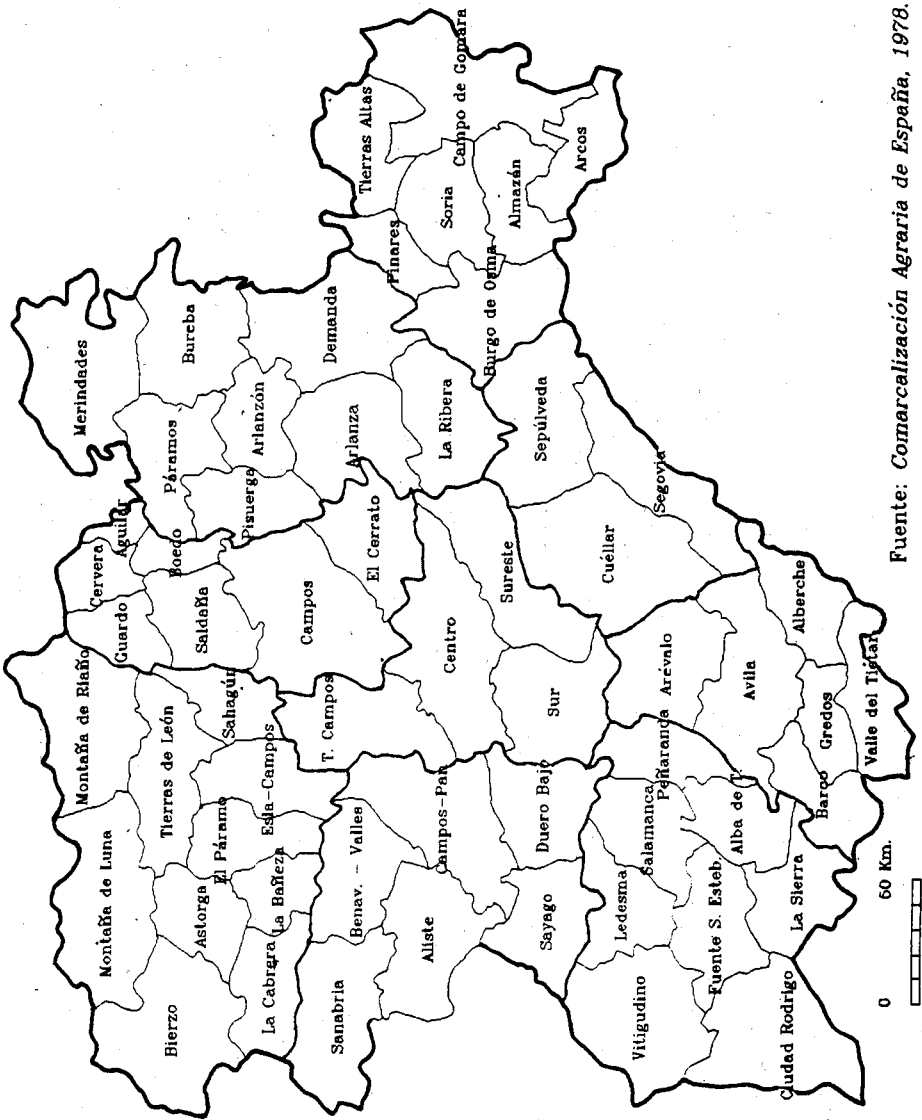 Merindades
Bureba
Páramos
Arlanzón
Pisuerga
Demanda
Arlanza
La Ribera
Tierras Altas
Pinares
Soria
Campo de Gomara
Almazán
Arcos
Burgo de Osma
Sepúlveda
Cuéllar
Segovia
Cervera
Aguilar
Guardo
Boedo
Saldaña
Campos
El Cerrato
Montaña de Riaño
Montaña de Luna
Tierras de León
Sahagún
Bierzo
Astorga
El Páramo
Esla-Campos
La Bañeza
La Cabrera
T. Campos
Centro
Sureste
Sur
Sanabria
Benav. - Valles
Aliste
Campos-Pan
Sayago
Duero Bajo
Vitigudino
Ledesma
Salamanca
Peñaranda
Fuente S. Esteb.
Alba de T.
Ciudad Rodrigo
La Sierra
Arévalo
Avila
Barco
Gredos
Alberche
Valle del Tiétar
0 50 Km.
Fuente: Comarcalización Agraria de España, 1978.